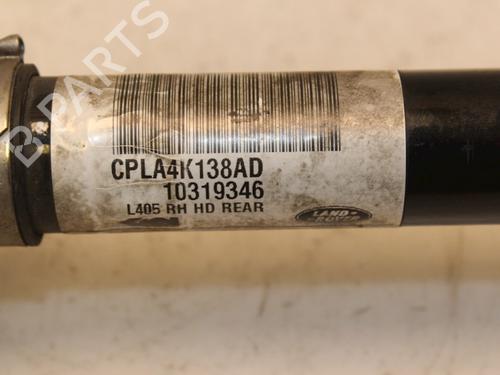 B PARTS
CPLA4K138AD
10319346
L405 RH HD REAR
LAND-
ROVER